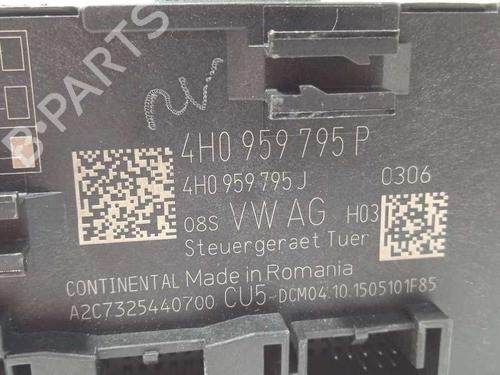 B-PARTS
4H0 959 795 P
4H0 959 795 J 0306
08S VW AG H03
Steuergeraet Tuer
CONTINENTAL Made in Romania
A2C7325440700 CU5-DCM04.10.1505101F85